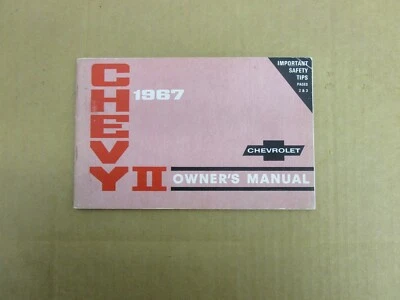 CHEVY II
1967
IMPORTANT
SAFETY
TIPS
PAGES
2 & 3
CHEVROLET
OWNER'S MANUAL